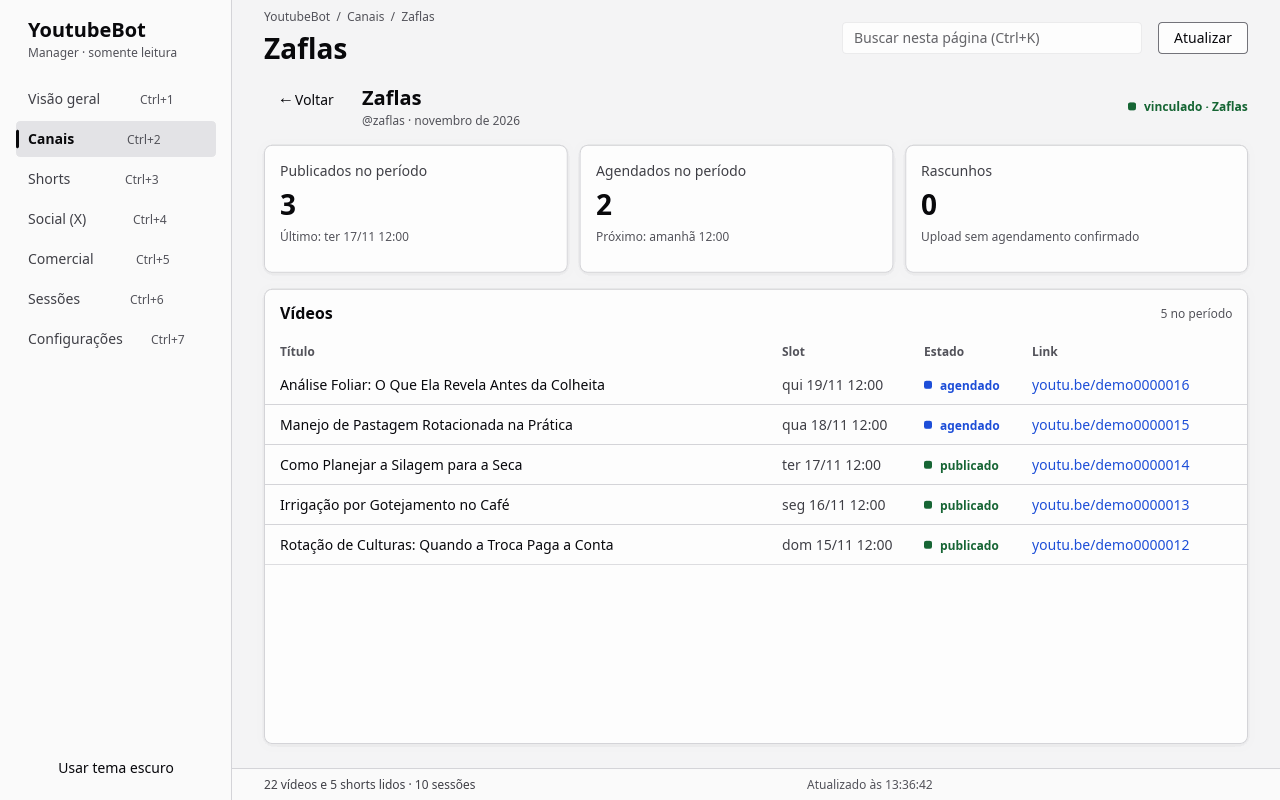 YoutubeBot
Manager · somente leitura
Visão geral Ctrl+1
Canais Ctrl+2
Shorts Ctrl+3
Social (X) Ctrl+4
Comercial Ctrl+5
Sessões Ctrl+6
Configurações Ctrl+7
Usar tema escuro
YoutubeBot / Canais / Zaflas
Zaflas
Buscar nesta página (Ctrl+K)
Atualizar
← Voltar
Zaflas
@zaflas · novembro de 2026
vinculado · Zaflas
Publicados no período
3
Último: ter 17/11 12:00
Agendados no período
2
Próximo: amanhã 12:00
Rascunhos
0
Upload sem agendamento confirmado
Vídeos
5 no período
Título Slot Estado Link
Análise Foliar: O Que Ela Revela Antes da Colheita qui 19/11 12:00 agendado youtu.be/demo0000016
Manejo de Pastagem Rotacionada na Prática qua 18/11 12:00 agendado youtu.be/demo0000015
Como Planejar a Silagem para a Seca ter 17/11 12:00 publicado youtu.be/demo0000014
Irrigação por Gotejamento no Café seg 16/11 12:00 publicado youtu.be/demo0000013
Rotação de Culturas: Quando a Troca Paga a Conta dom 15/11 12:00 publicado youtu.be/demo0000012
22 vídeos e 5 shorts lidos · 10 sessões
Atualizado às 13:36:42